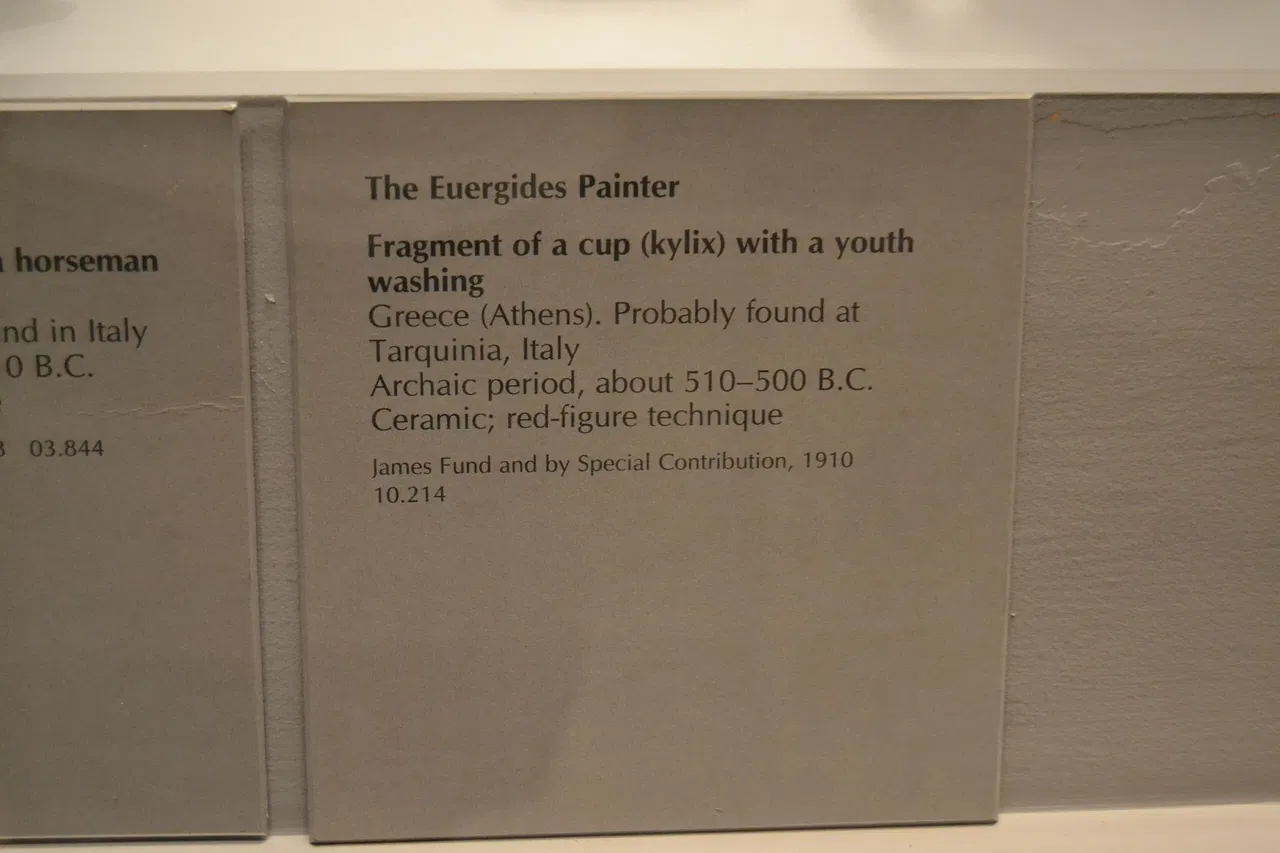 horseman
in Italy
0 B.C.
03.844
The Euergides Painter
Fragment of a cup (kylix) with a youth
washing
Greece (Athens). Probably found at
Tarquinia, Italy
Archaic period, about 510–500 B.C.
Ceramic; red-figure technique
James Fund and by Special Contribution, 1910
10.214